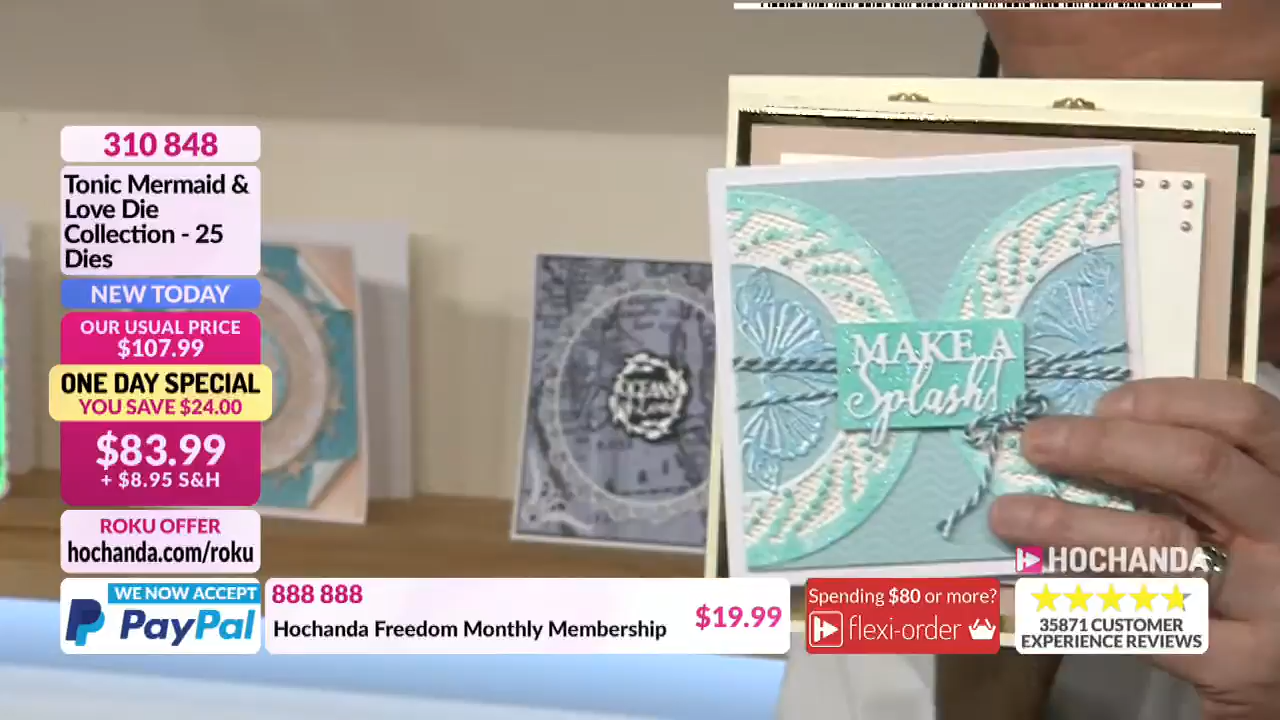 310 848
Tonic Mermaid &
Love Die
Collection - 25
Dies
NEW TODAY
OUR USUAL PRICE
$107.99
ONE DAY SPECIAL
YOU SAVE $24.00
$83.99
+ $8.95 S&H
ROKU OFFER
hochanda.com/roku
WE NOW ACCEPT
PayPal
888 888
Hochanda Freedom Monthly Membership
$19.99
Spending $80 or more?
flexi-order
HOCHANDA
35871 CUSTOMER
EXPERIENCE REVIEWS
MAKE A
Splash!
OCEANS